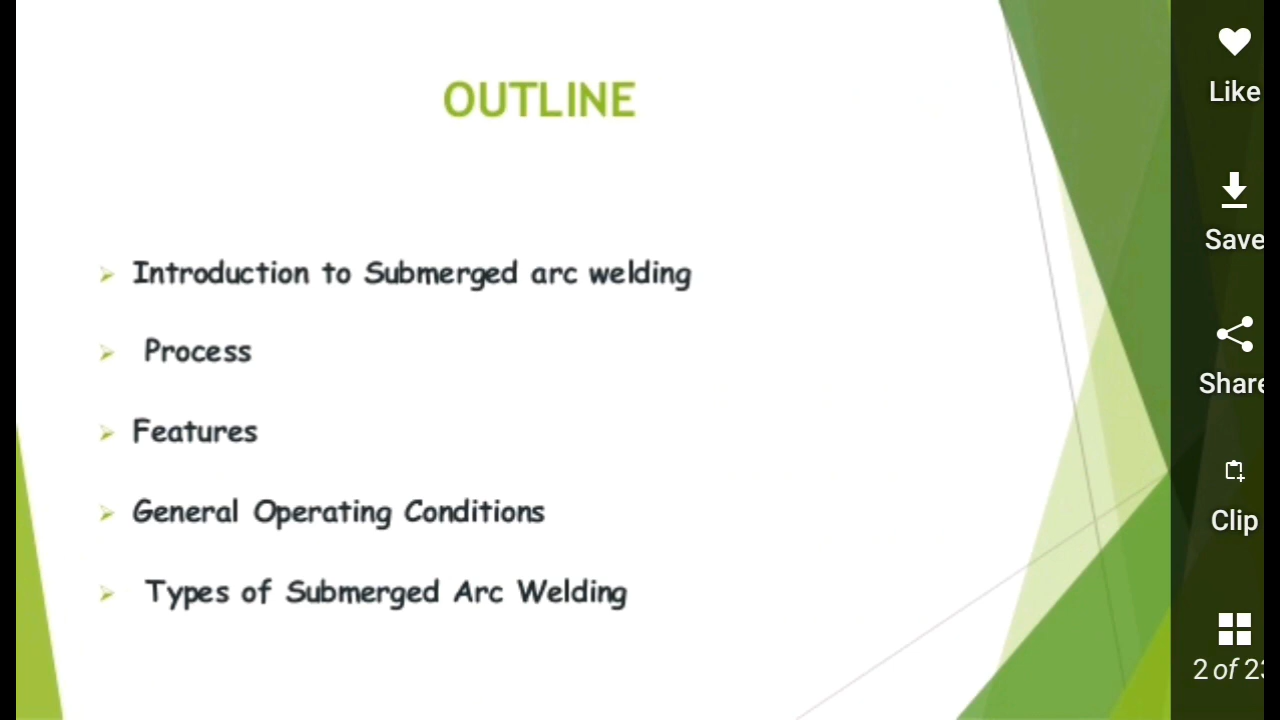 OUTLINE
Introduction to Submerged arc welding
Process
Features
General Operating Conditions
Types of Submerged Arc Welding
Like
Save
Share
Clip
2 of 23